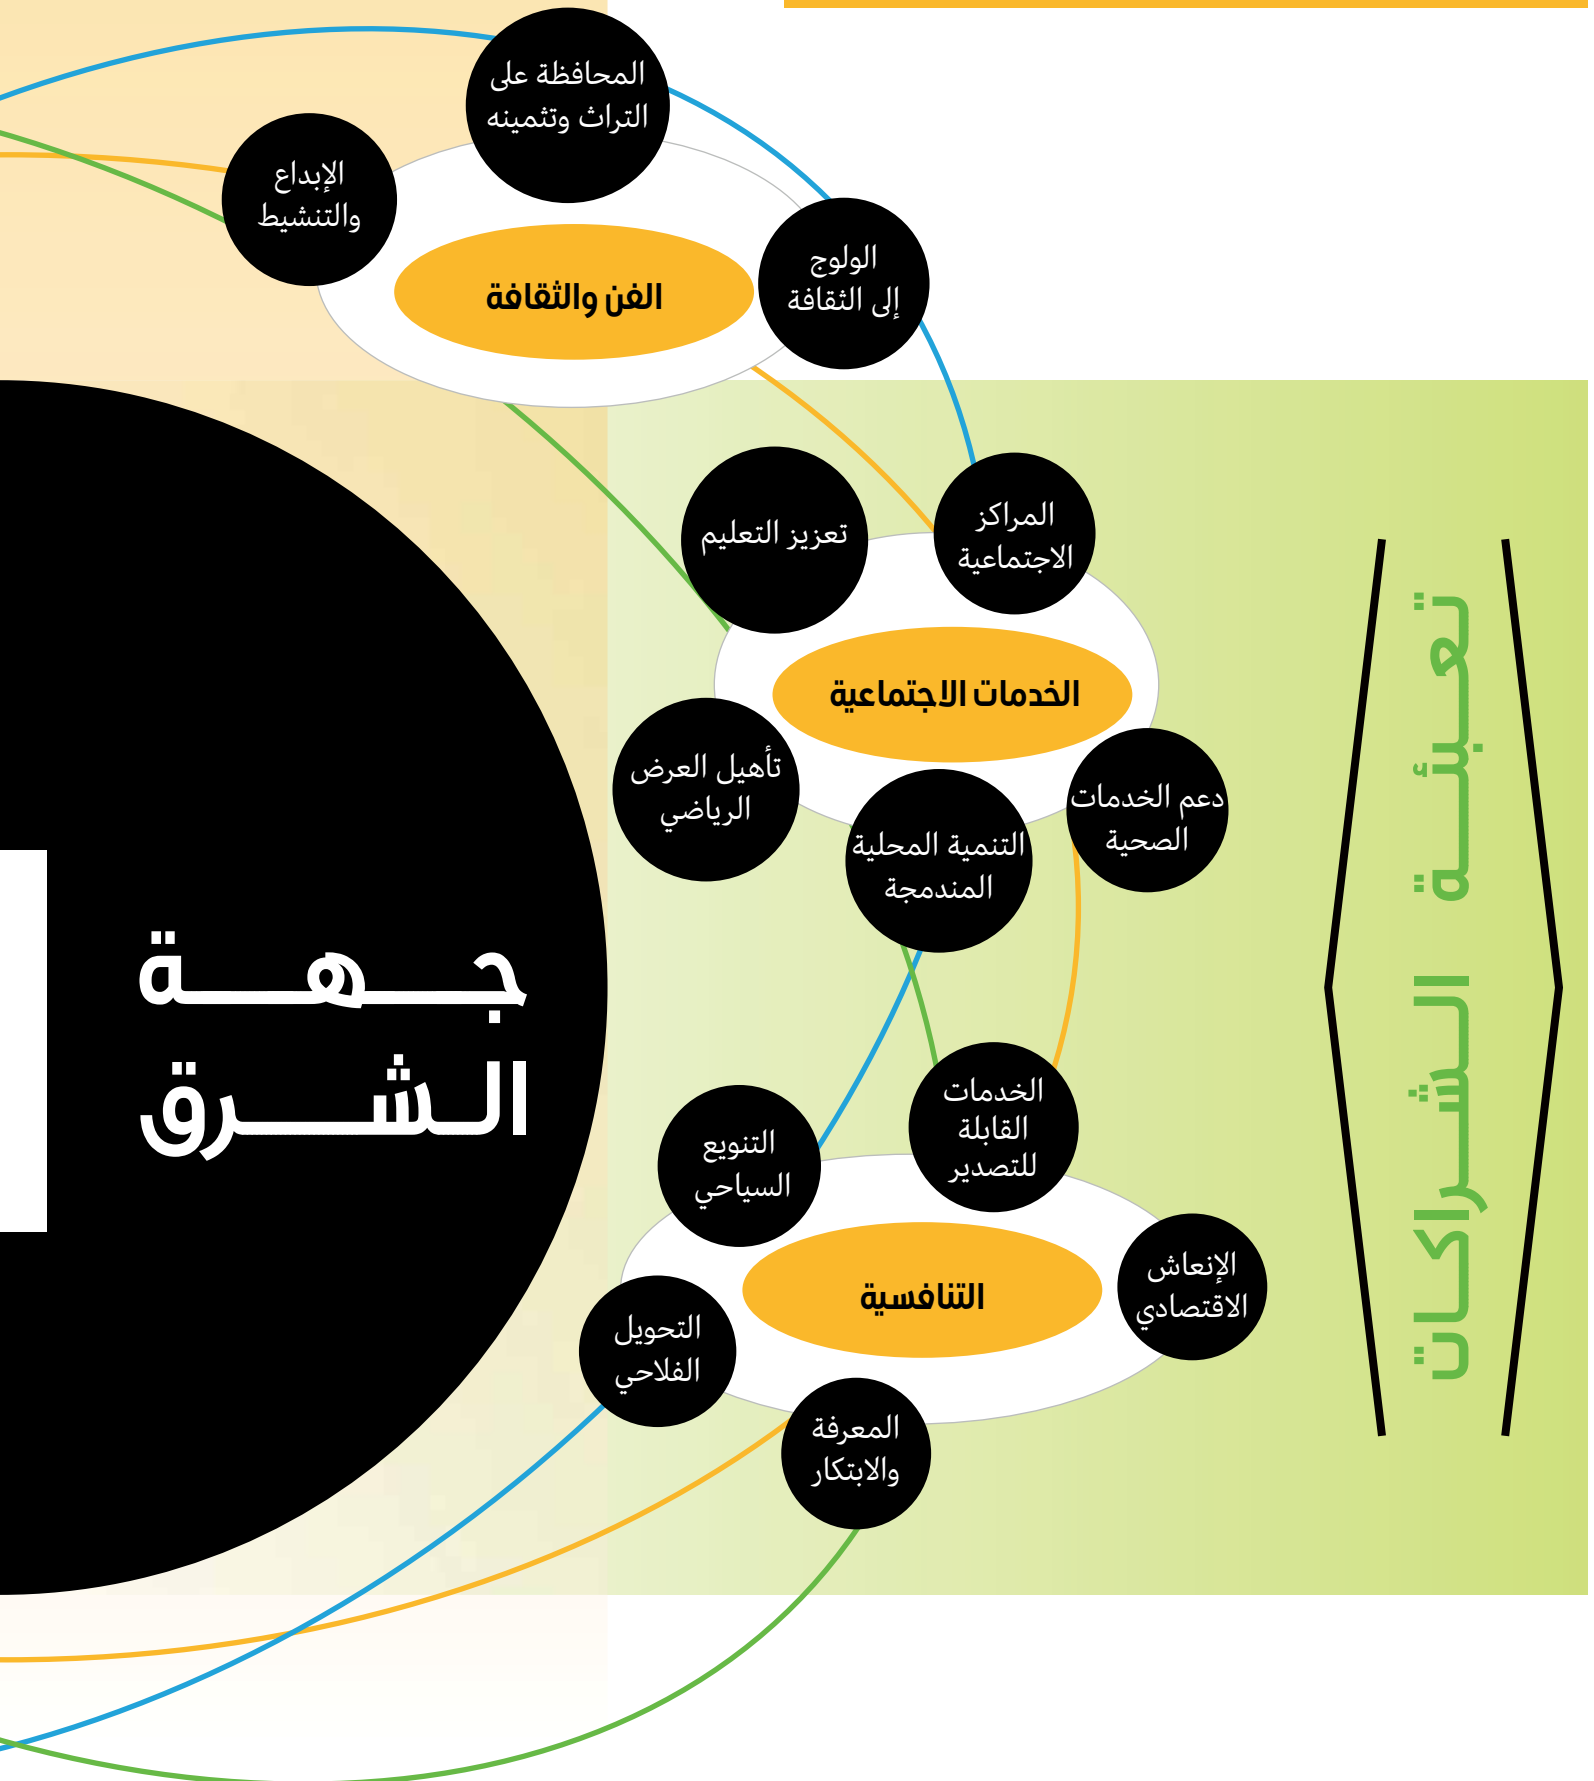 المحافظة على
التراث وتثمينه
الإبداع
والتنشيط
الولوج
إلى الثقافة
الفن والثقافة
المراكز
الاجتماعية
تعزيز التعليم
الخدمات الاجتماعية
دعم الخدمات
الصحية
تأهيل العرض
الرياضي
التنمية المحلية
المندمجة
جهة
الشرق
الخدمات
القابلة
للتصدير
التنويع
السياحي
الإنعاش
الاقتصادي
التنافسية
التحويل
الفلاحي
المعرفة
والابتكار
تعبئة الشراكات